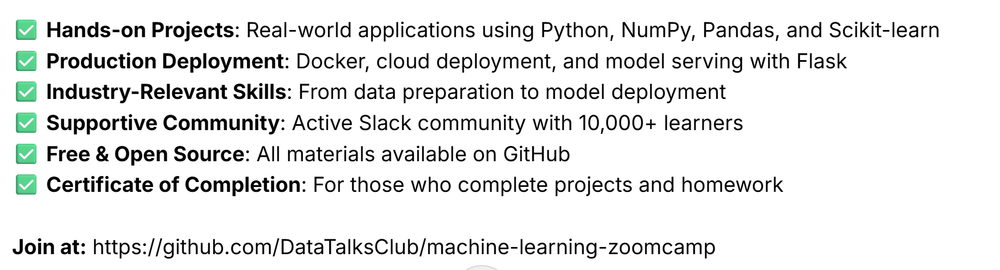 ✅ Hands-on Projects: Real-world applications using Python, NumPy, Pandas, and Scikit-learn
✅ Production Deployment: Docker, cloud deployment, and model serving with Flask
✅ Industry-Relevant Skills: From data preparation to model deployment
✅ Supportive Community: Active Slack community with 10,000+ learners
✅ Free & Open Source: All materials available on GitHub
✅ Certificate of Completion: For those who complete projects and homework
Join at: https://github.com/DataTalksClub/machine-learning-zoomcamp